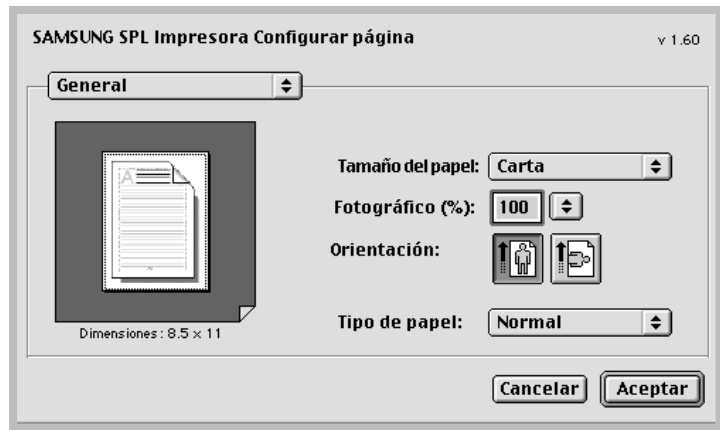 SAMSUNG SPL Impresora Configurar página
v 1.60
General
A
Tamaño del papel: Carta
Fotográfico (%): 100
Orientación:
Tipo de papel: Normal
Dimensiones: 8.5 x 11
Cancelar Aceptar